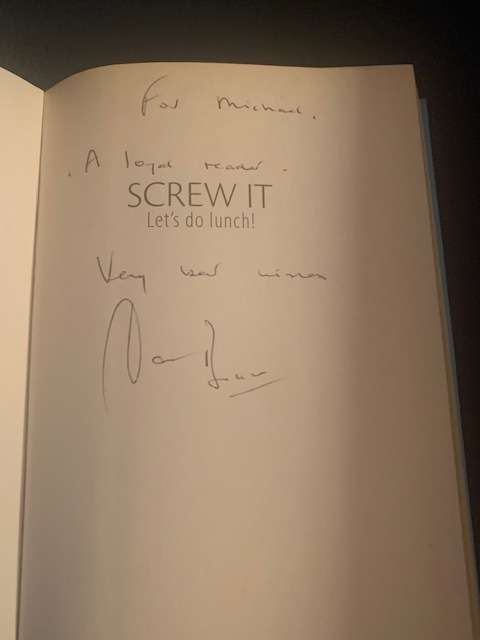 For Michael.
. A loyal reader .
SCREW IT
Let's do lunch!
Very best wishes